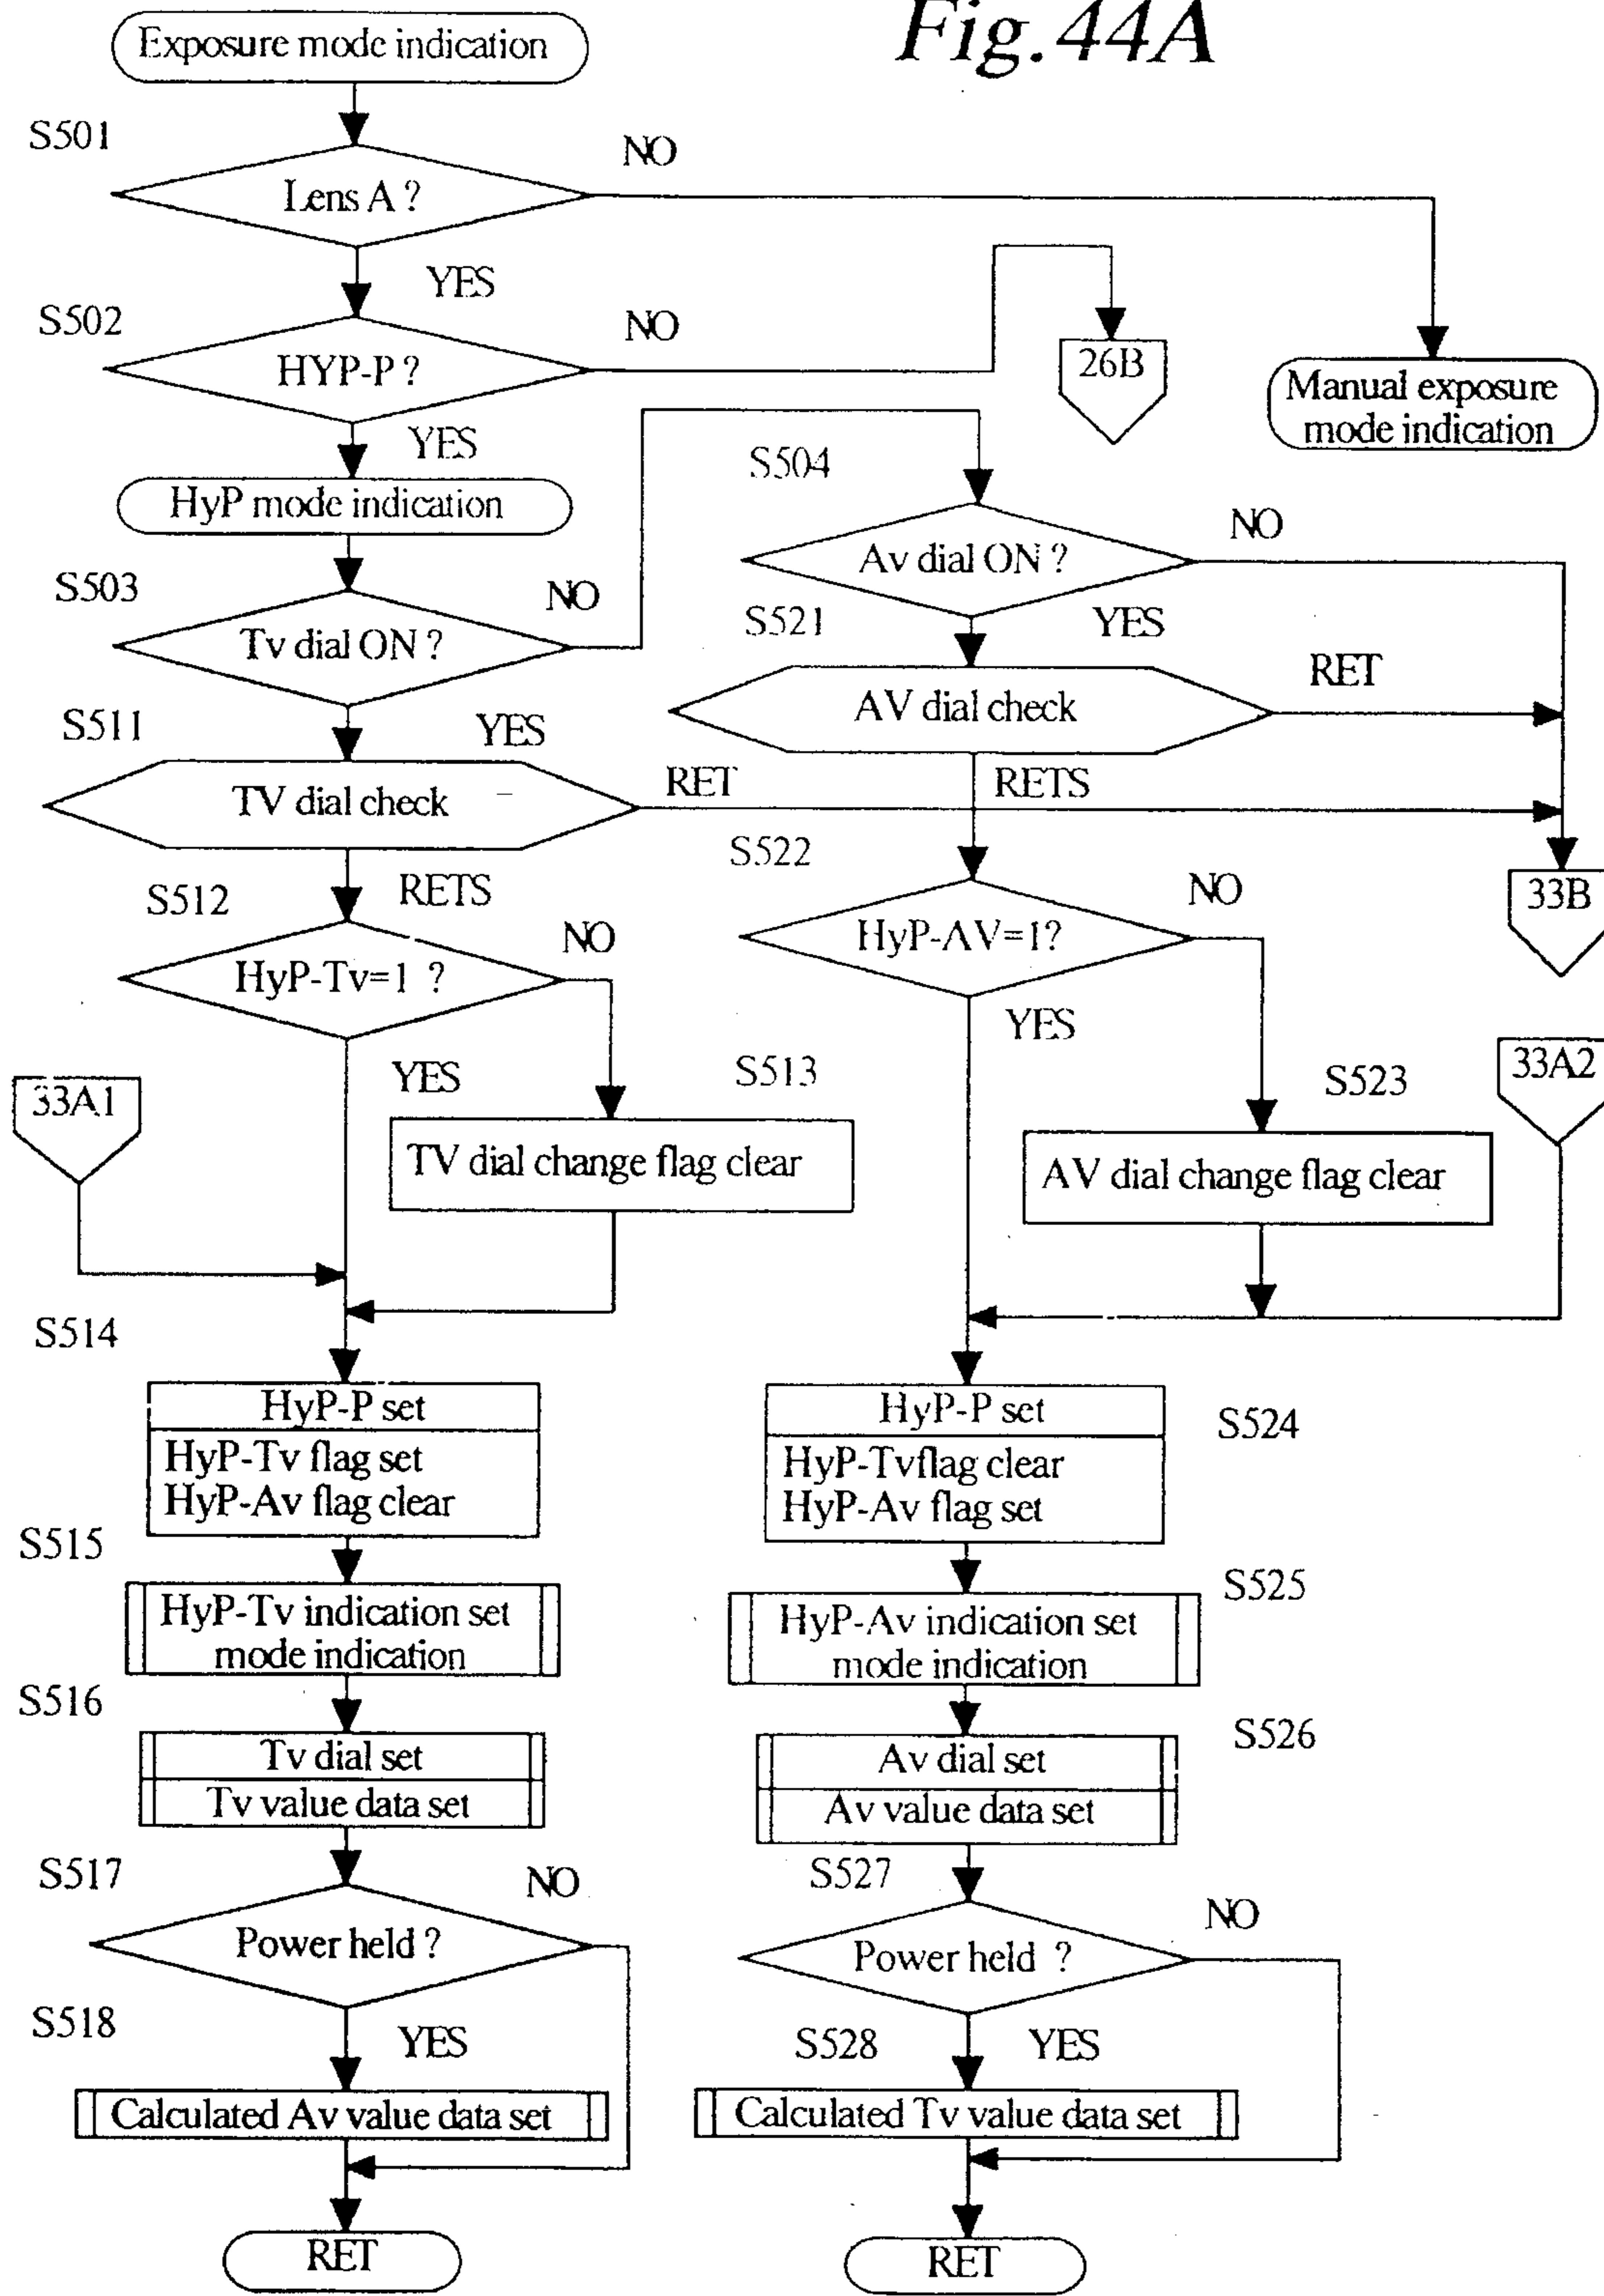 Fig.44A
Exposure mode indication
S501
Lens A ?
NO
YES
S502
HYP-P ?
NO
26B
Manual exposure
mode indication
YES
HyP mode indication
S503
Tv dial ON ?
NO
S504
Av dial ON ?
NO
YES
S511
TV dial check
RET
S521
YES
AV dial check
RET
RETS
33B
RETS
S512
HyP-Tv=1 ?
NO
YES
S513
TV dial change flag clear
33A1
S522
HyP-AV=1?
NO
YES
S523
AV dial change flag clear
33A2
S514
HyP-P set
HyP-Tv flag set
HyP-Av flag clear
S515
HyP-Tv indication set
mode indication
S516
Tv dial set
Tv value data set
S517
Power held ?
NO
YES
S518
Calculated Av value data set
RET
S524
HyP-P set
HyP-Tvflag clear
HyP-Av flag set
S525
HyP-Av indication set
mode indication
S526
Av dial set
Av value data set
S527
Power held ?
NO
S528
YES
Calculated Tv value data set
RET